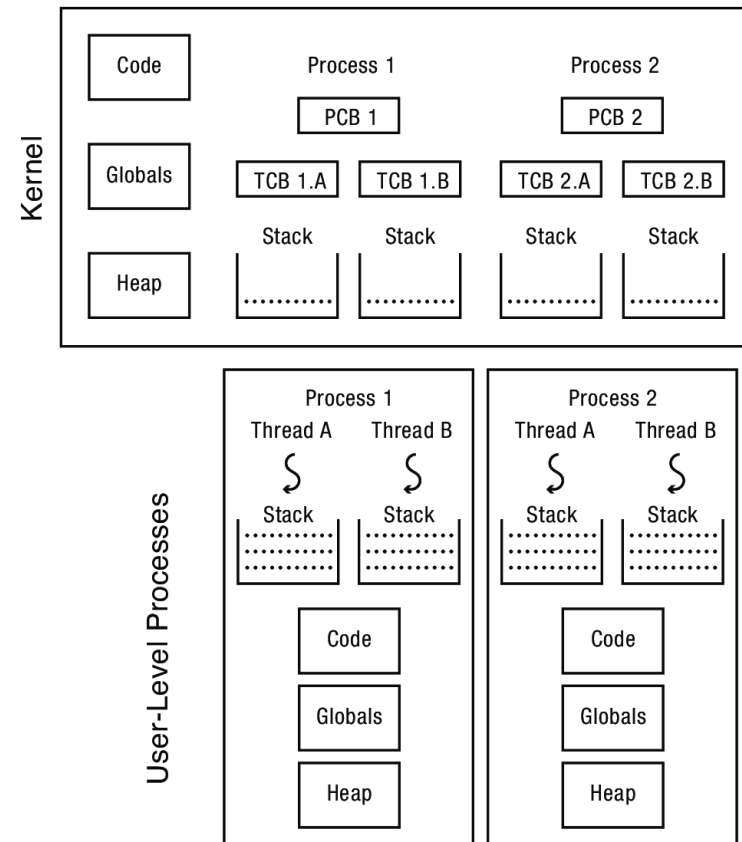 Kernel
Code
Globals
Heap
Process 1
PCB 1
TCB 1.A
TCB 1.B
Stack
Stack
Process 2
PCB 2
TCB 2.A
TCB 2.B
Stack
Stack
User-Level Processes
Process 1
Thread A
Thread B
Stack
Stack
Code
Globals
Heap
Process 2
Thread A
Thread B
Stack
Stack
Code
Globals
Heap